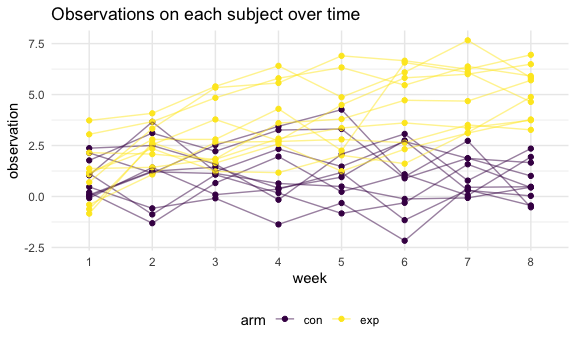 Observations on each subject over time
observation
7.5
5.0
2.5
0.0
-2.5
1 2 3 4 5 6 7 8
week
arm con exp